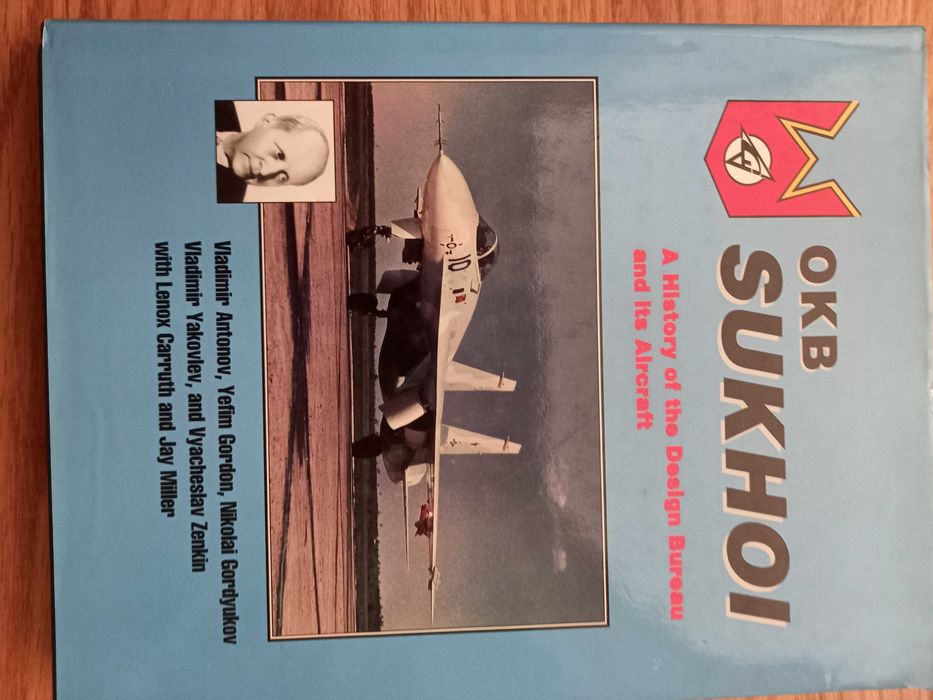 OKB
SUKHOI
A History of the Design Bureau
and Its Aircraft
10
Vladimir Antonov, Yefim Gordon, Nikolai Gordyukov
Vladimir Yakovlev, and Vyacheslav Zenkin
with Lenox Carruth and Jay Miller